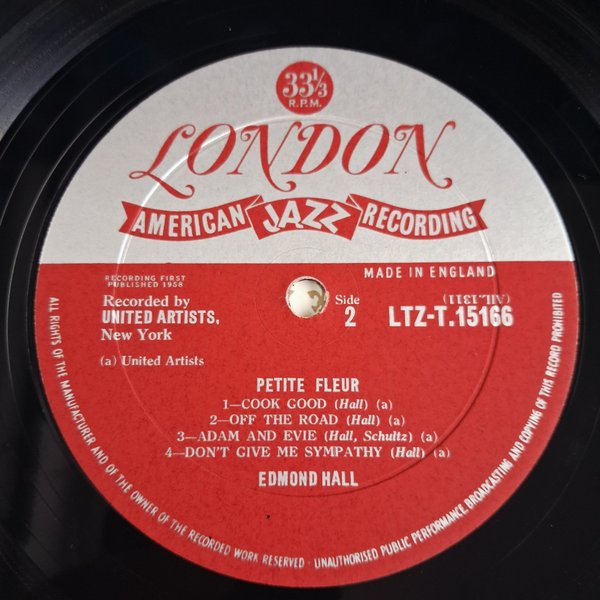 33⅓
R.P.M.
LONDON
AMERICAN JAZZ RECORDING
RECORDING FIRST
PUBLISHED 1958
MADE IN ENGLAND
Recorded by
UNITED ARTISTS,
New York
(a) United Artists
Side
2
(AIL.1311)
LTZ-T.15166
PETITE FLEUR
1—COOK GOOD (Hall) (a)
2—OFF THE ROAD (Hall) (a)
3—ADAM AND EVIE (Hall, Schultz) (a)
4—DON'T GIVE ME SYMPATHY (Hall) (a)
EDMOND HALL
ALL RIGHTS OF THE MANUFACTURER AND OF THE OWNER OF THE RECORDED WORK RESERVED · UNAUTHORISED PUBLIC PERFORMANCE BROADCASTING AND COPYING OF THIS RECORD PROHIBITED